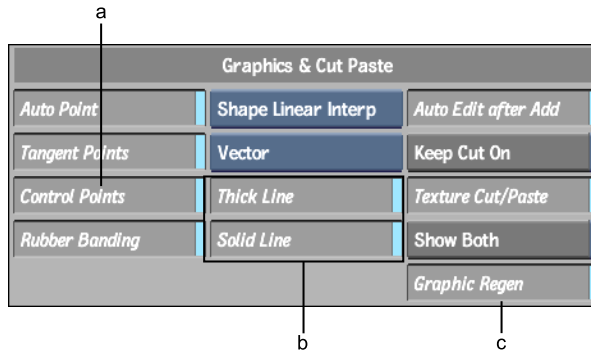 a
Graphics & Cut Paste
Auto Point Shape Linear Interp Auto Edit after Add
Tangent Points Vector Keep Cut On
Control Points Thick Line Texture Cut/Paste
Rubber Banding Solid Line Show Both
Graphic Regen
b c